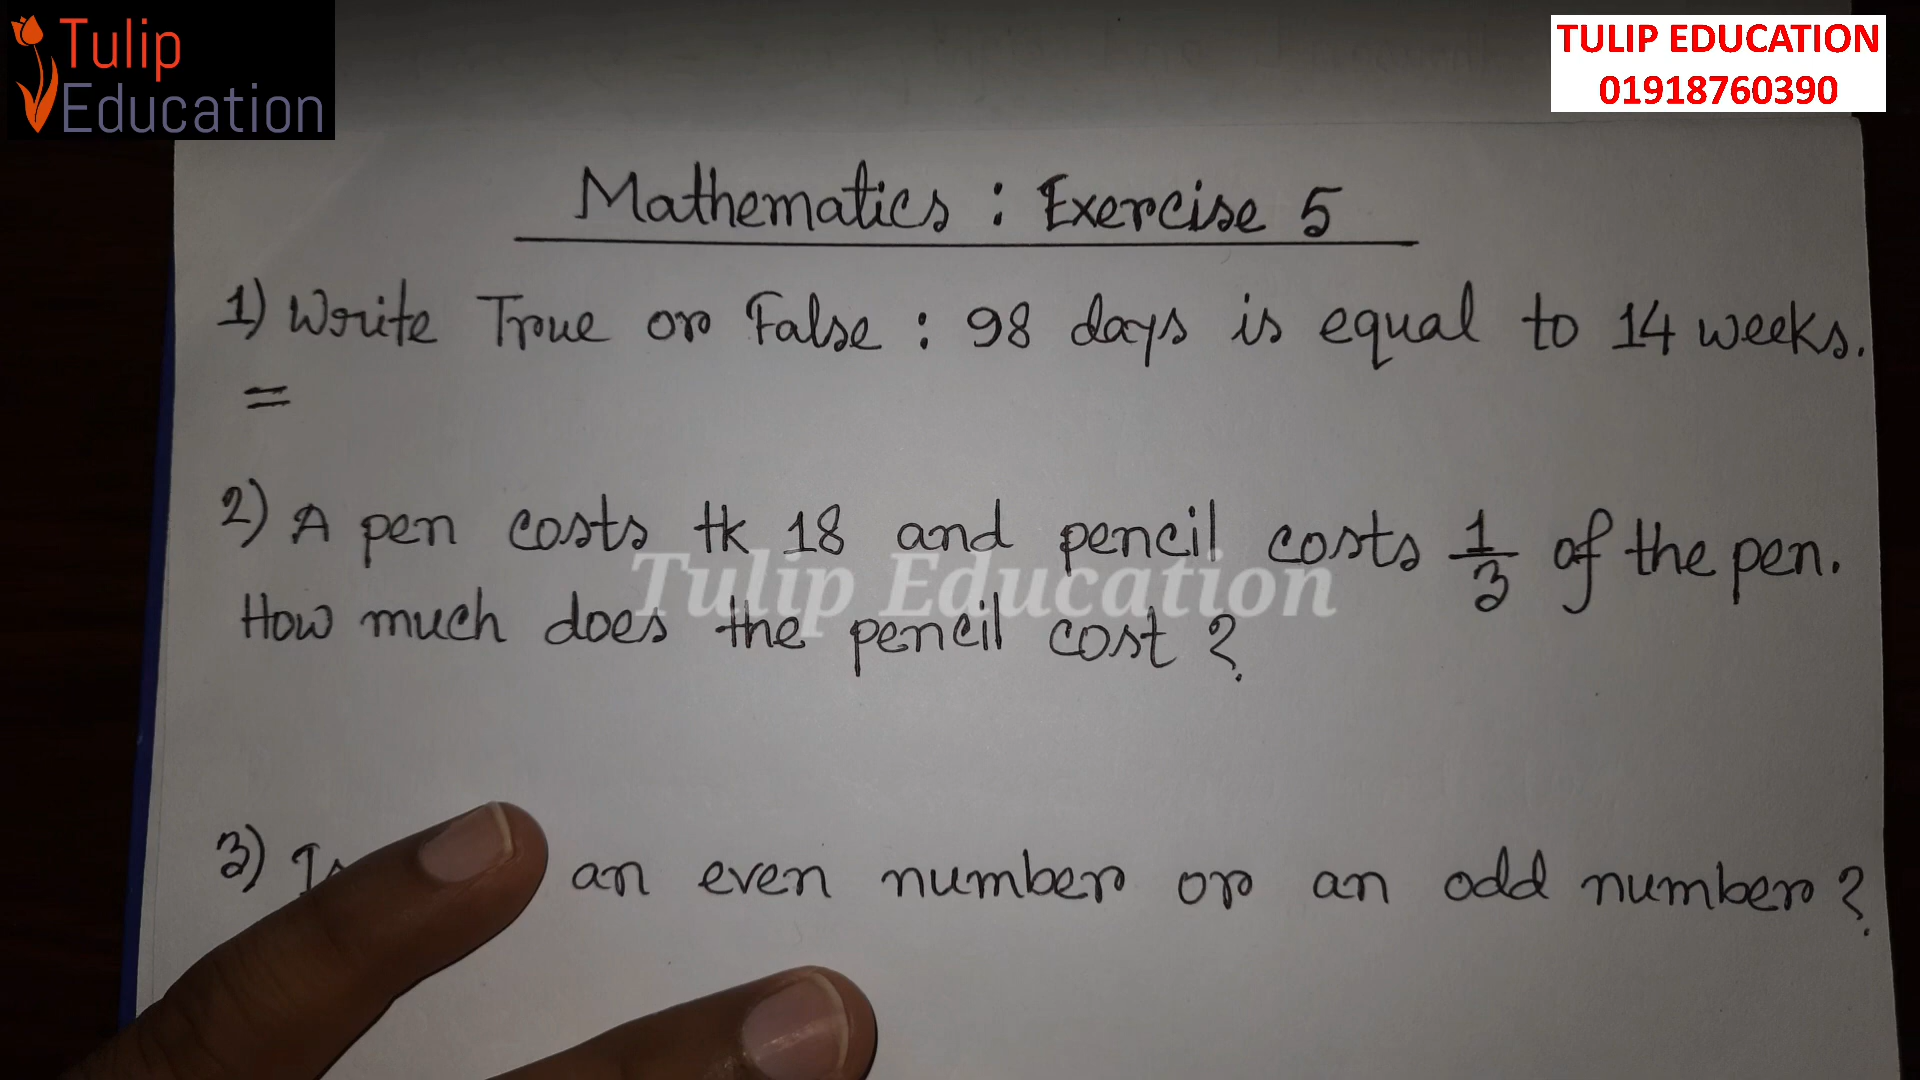 Tulip
Education
TULIP EDUCATION
01918760390
Mathematics : Exercise 5
1) Write True or False : 98 days is equal to 14 weeks.
=
2) A pen costs tk 18 and pencil costs 1/3 of the pen.
Tulip Education
How much does the pencil cost ?
3) Is an even number or an odd number ?